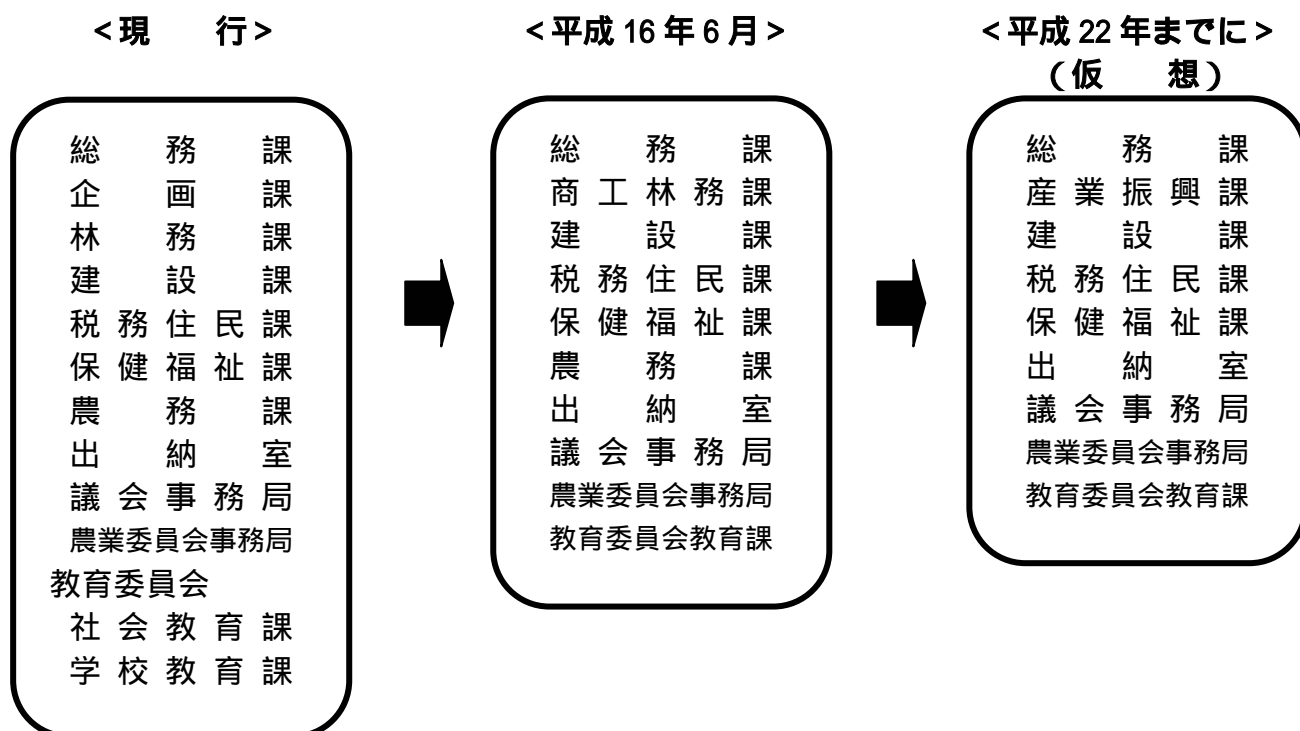 <現　行>
総務課
企画課
林務課
建設課
税務住民課
保健福祉課
農務課
出納室
議会事務局
農業委員会事務局
教育委員会
社会教育課
学校教育課
<平成 16 年 6 月>
総務課
商工林務課
建設課
税務住民課
保健福祉課
農務課
出納室
議会事務局
農業委員会事務局
教育委員会教育課
<平成 22 年までに>
（仮　想）
総務課
産業振興課
建設課
税務住民課
保健福祉課
出納室
議会事務局
農業委員会事務局
教育委員会教育課